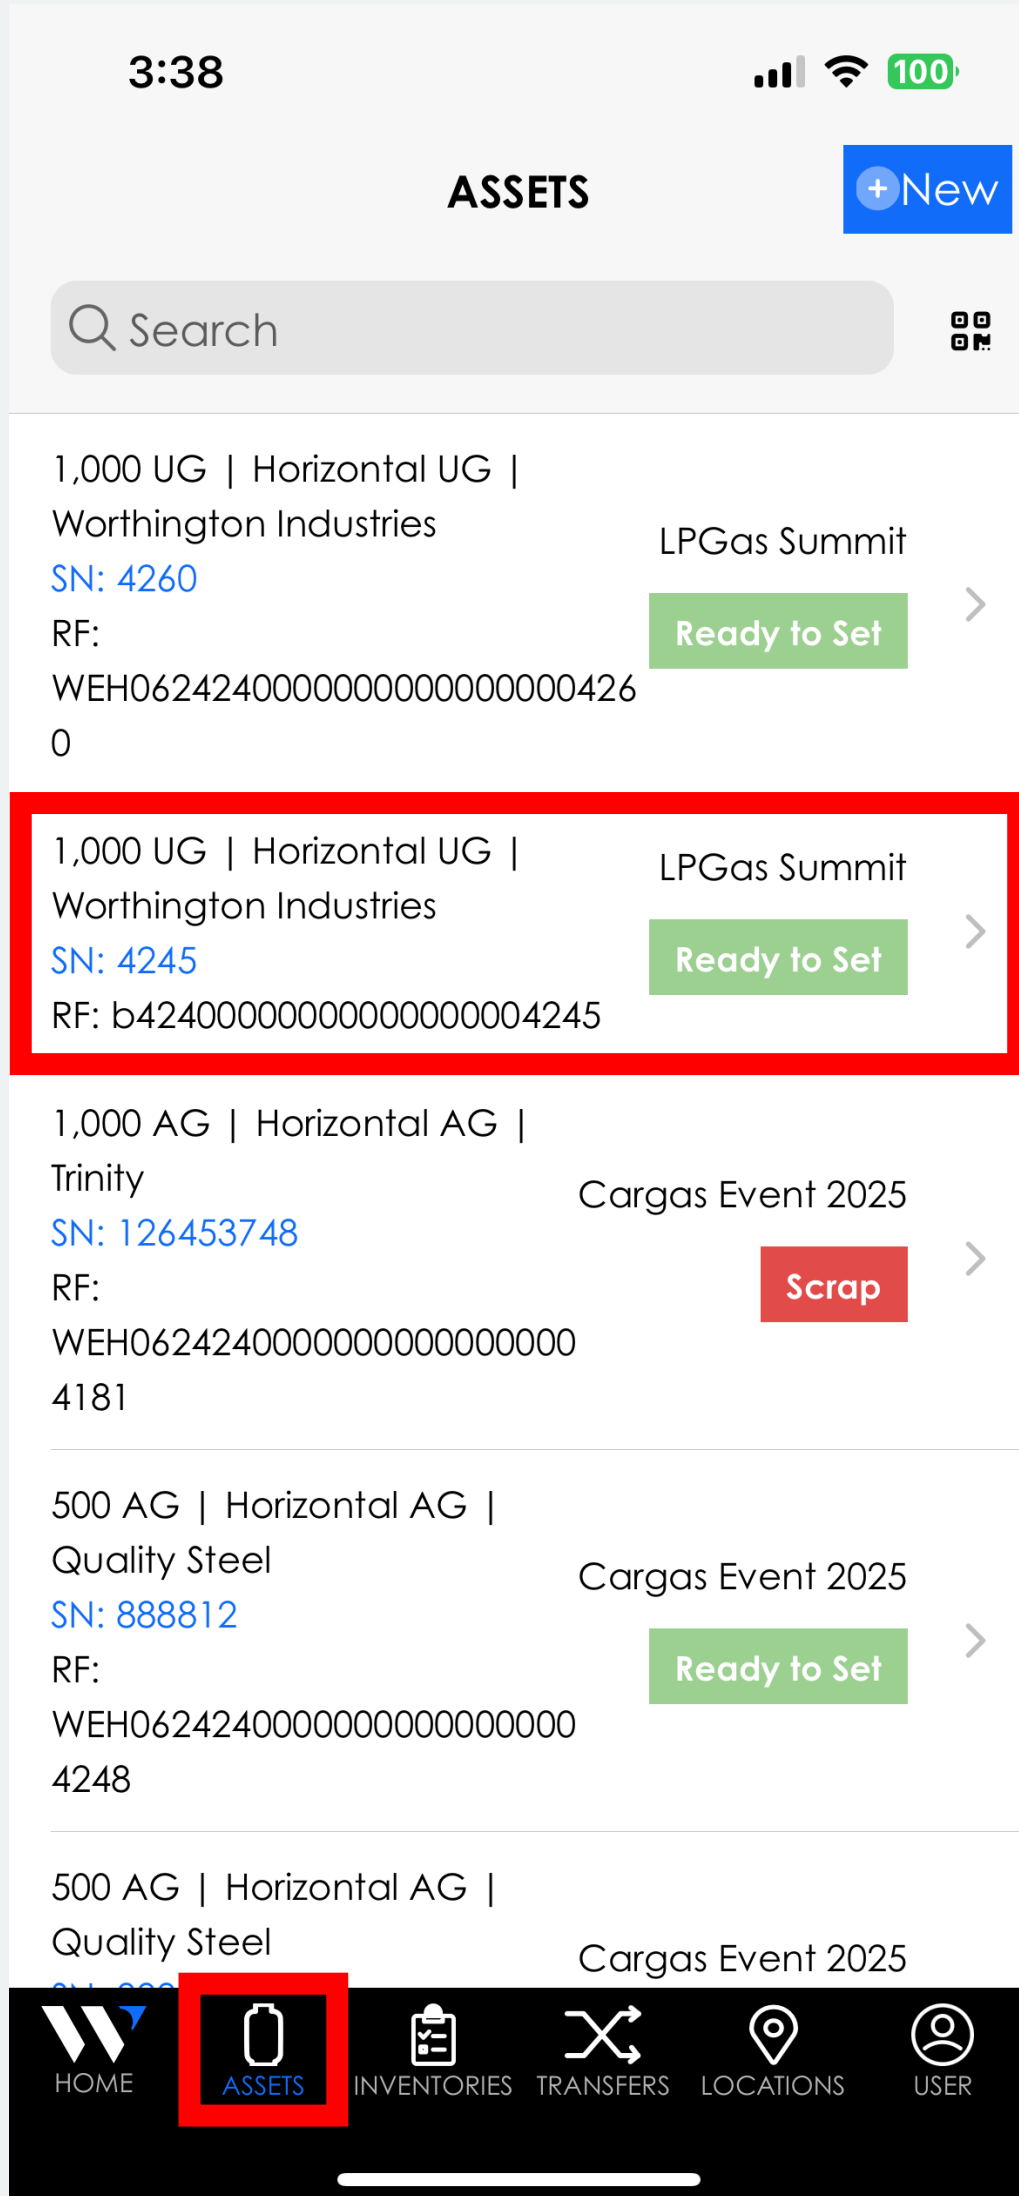 3:38
100
ASSETS
+New
Search
1,000 UG | Horizontal UG |
Worthington Industries
SN: 4260
RF:
WEH06242400000000000000000426
0
LPGas Summit
Ready to Set
1,000 UG | Horizontal UG |
Worthington Industries
SN: 4245
RF: b42400000000000000004245
LPGas Summit
Ready to Set
1,000 AG | Horizontal AG |
Trinity
SN: 126453748
RF:
WEH0624240000000000000000
4181
Cargas Event 2025
Scrap
500 AG | Horizontal AG |
Quality Steel
SN: 888812
RF:
WEH0624240000000000000000
4248
Cargas Event 2025
Ready to Set
500 AG | Horizontal AG |
Quality Steel
Cargas Event 2025
HOME
ASSETS
INVENTORIES
TRANSFERS
LOCATIONS
USER